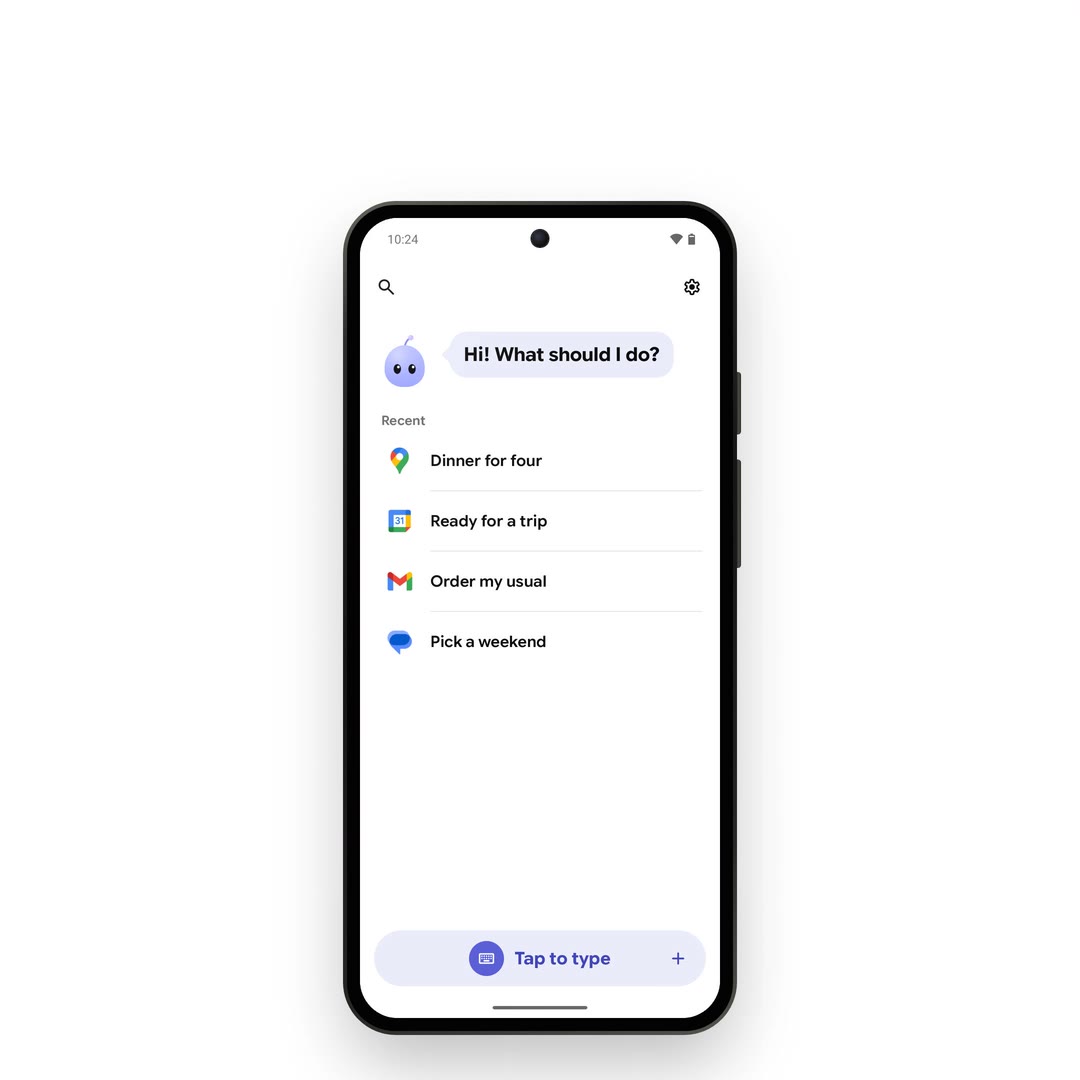 10:24
Hi! What should I do?
Recent
Dinner for four
31
Ready for a trip
Order my usual
Pick a weekend
Tap to type